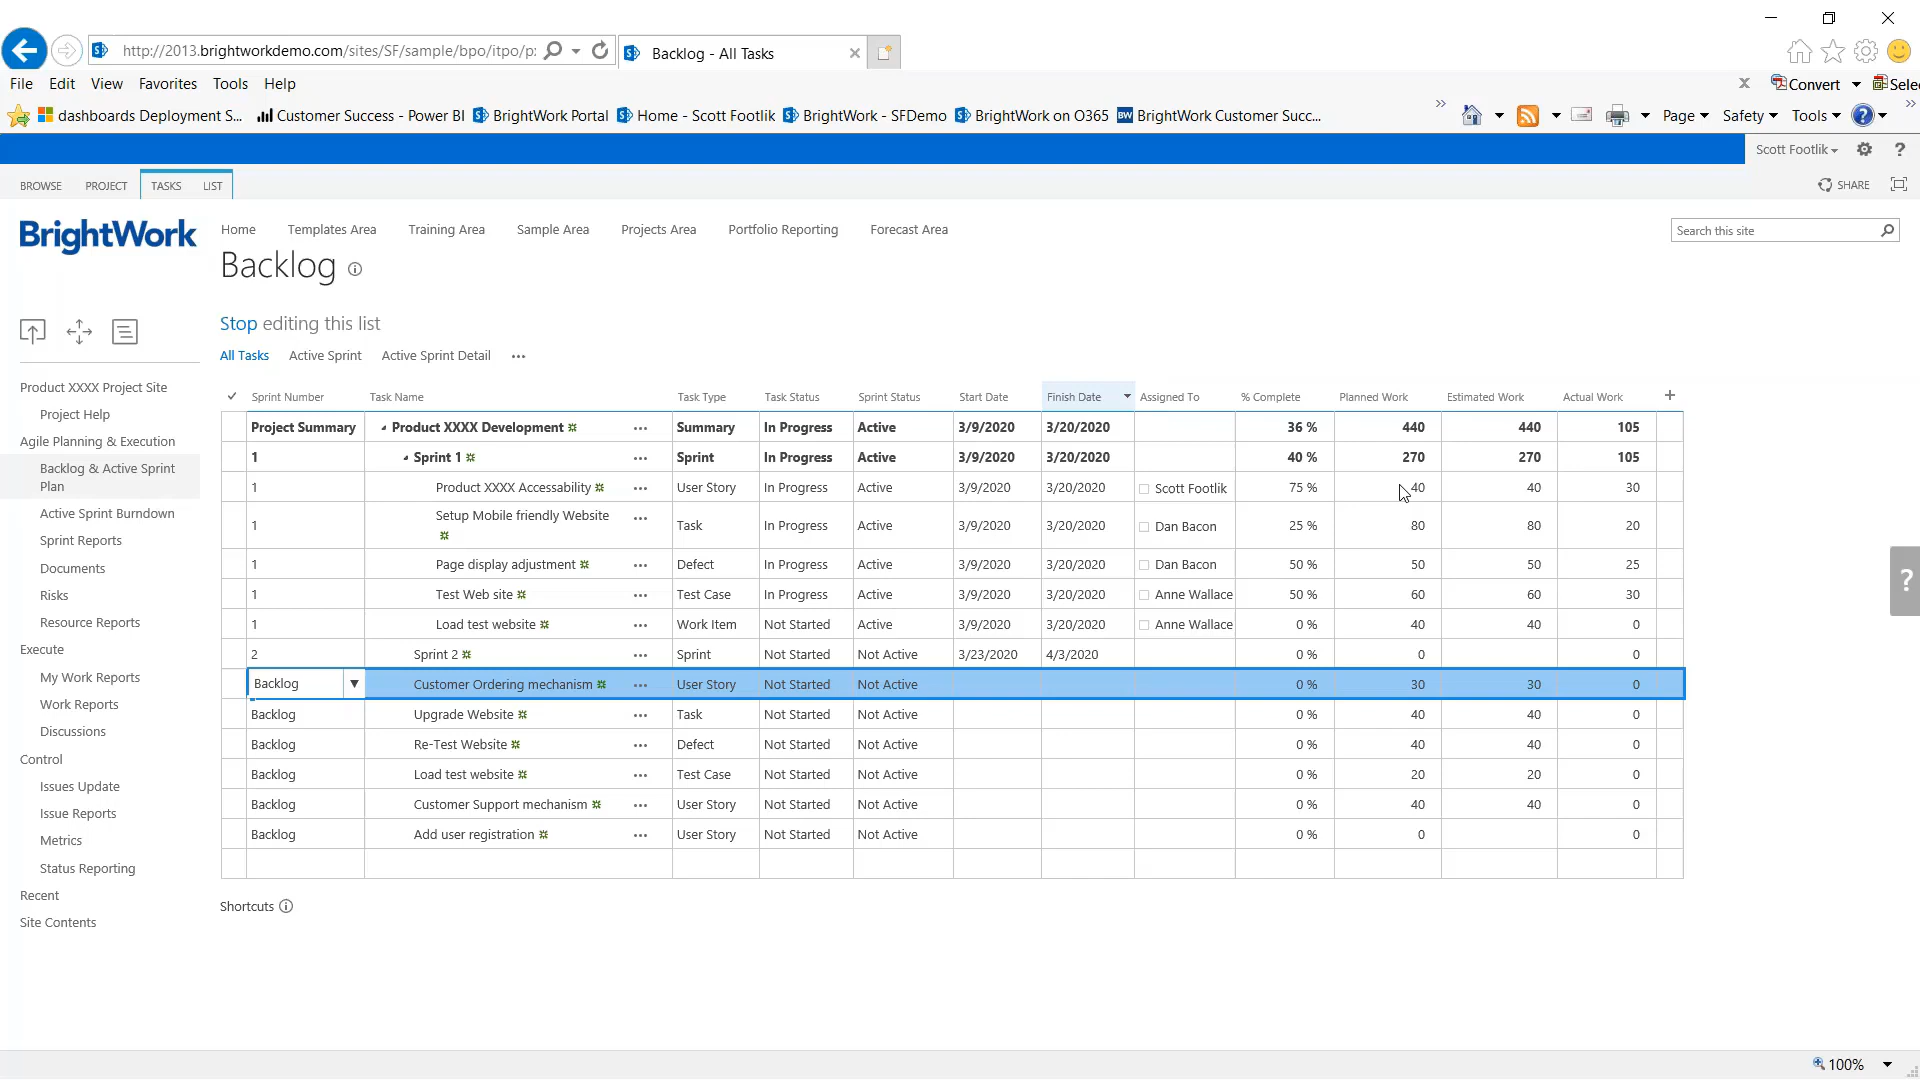 http://2013.brightworkdemo.com/sites/SF/sample/bpo/itpo/p Backlog - All Tasks
File Edit View Favorites Tools Help Convert Sele
dashboards Deployment S... Customer Success - Power BI BrightWork Portal Home - Scott Footlik BrightWork - SFDemo BrightWork on O365 BrightWork Customer Succ... Page Safety Tools
Scott Footlik ?
BROWSE PROJECT TASKS LIST SHARE
BrightWork Home Templates Area Training Area Sample Area Projects Area Portfolio Reporting Forecast Area Search this site
Backlog
Stop editing this list
All Tasks Active Sprint Active Sprint Detail ...
Sprint Number Task Name Task Type Task Status Sprint Status Start Date Finish Date Assigned To % Complete Planned Work Estimated Work Actual Work +
Project Summary Product XXXX Development ... Summary In Progress Active 3/9/2020 3/20/2020 36 % 440 440 105
1 Sprint 1 ... Sprint In Progress Active 3/9/2020 3/20/2020 40 % 270 270 105
1 Product XXXX Accessability ... User Story In Progress Active 3/9/2020 3/20/2020 Scott Footlik 75 % 40 40 30
1 Setup Mobile friendly Website ... Task In Progress Active 3/9/2020 3/20/2020 Dan Bacon 25 % 80 80 20
1 Page display adjustment ... Defect In Progress Active 3/9/2020 3/20/2020 Dan Bacon 50 % 50 50 25
1 Test Web site ... Test Case In Progress Active 3/9/2020 3/20/2020 Anne Wallace 50 % 60 60 30
1 Load test website ... Work Item Not Started Active 3/9/2020 3/20/2020 Anne Wallace 0 % 40 40 0
2 Sprint 2 ... Sprint Not Started Not Active 3/23/2020 4/3/2020 0 % 0 0
Backlog Customer Ordering mechanism ... User Story Not Started Not Active 0 % 30 30 0
Backlog Upgrade Website ... Task Not Started Not Active 0 % 40 40 0
Backlog Re-Test Website ... Defect Not Started Not Active 0 % 40 40 0
Backlog Load test website ... Test Case Not Started Not Active 0 % 20 20 0
Backlog Customer Support mechanism ... User Story Not Started Not Active 0 % 40 40 0
Backlog Add user registration ... User Story Not Started Not Active 0 % 0 0
Shortcuts
Product XXXX Project Site
Project Help
Agile Planning & Execution
Backlog & Active Sprint
Plan
Active Sprint Burndown
Sprint Reports
Documents
Risks
Resource Reports
Execute
My Work Reports
Work Reports
Discussions
Control
Issues Update
Issue Reports
Metrics
Status Reporting
Recent
Site Contents
?
100%